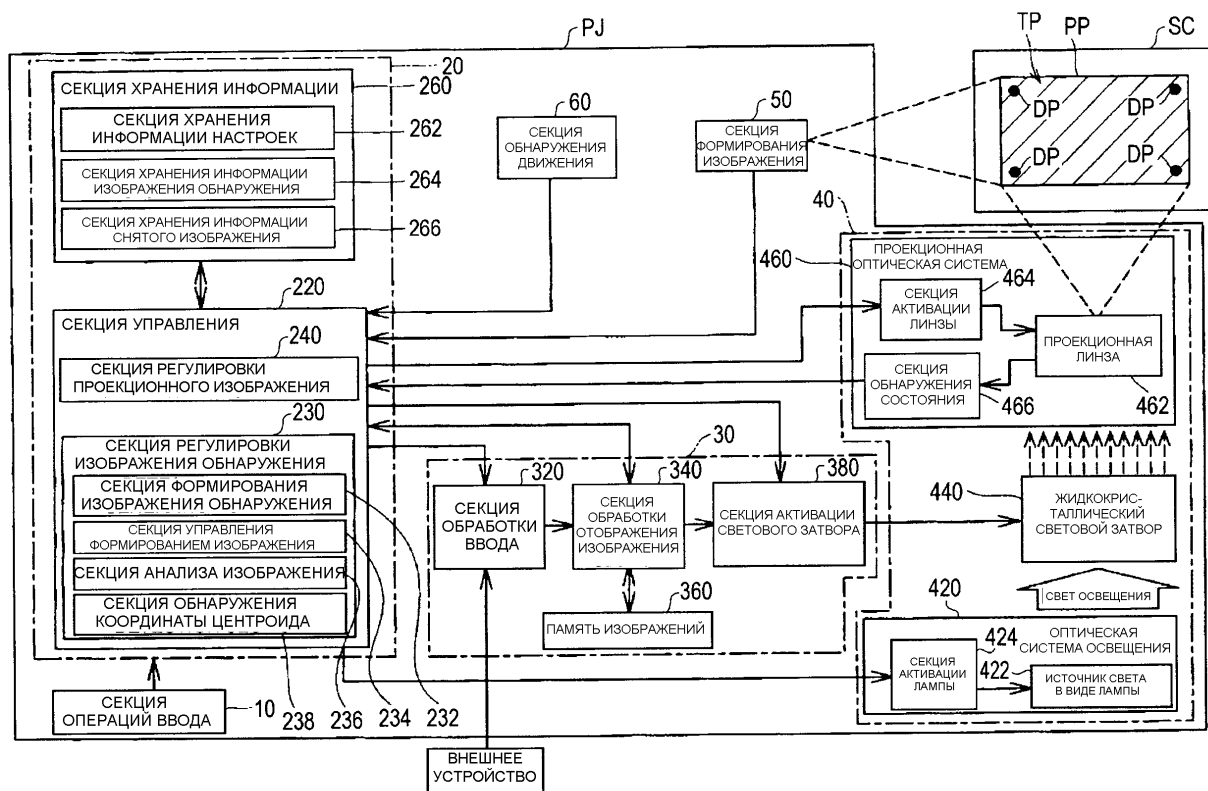 PJ
TP
PP
SC
20
СЕКЦИЯ ХРАНЕНИЯ ИНФОРМАЦИИ
260
СЕКЦИЯ ХРАНЕНИЯ
ИНФОРМАЦИИ НАСТРОЕК
262
СЕКЦИЯ ХРАНЕНИЯ ИНФОРМАЦИИ
ИЗОБРАЖЕНИЯ ОБНАРУЖЕНИЯ
264
СЕКЦИЯ ХРАНЕНИЯ ИНФОРМАЦИИ
СНЯТОГО ИЗОБРАЖЕНИЯ
266
60
СЕКЦИЯ
ОБНАРУЖЕНИЯ
ДВИЖЕНИЯ
50
СЕКЦИЯ
ФОРМИРОВАНИЯ
ИЗОБРАЖЕНИЯ
DP
DP
DP
DP
220
СЕКЦИЯ УПРАВЛЕНИЯ
240
СЕКЦИЯ РЕГУЛИРОВКИ
ПРОЕКЦИОННОГО ИЗОБРАЖЕНИЯ
230
СЕКЦИЯ РЕГУЛИРОВКИ
ИЗОБРАЖЕНИЯ ОБНАРУЖЕНИЯ
СЕКЦИЯ ФОРМИРОВАНИЯ
ИЗОБРАЖЕНИЯ ОБНАРУЖЕНИЯ
СЕКЦИЯ УПРАВЛЕНИЯ
ФОРМИРОВАНИЕМ ИЗОБРАЖЕНИЯ
СЕКЦИЯ АНАЛИЗА ИЗОБРАЖЕНИЯ
СЕКЦИЯ ОБНАРУЖЕНИЯ
КООРДИНАТЫ ЦЕНТРОИДА
40
ПРОЕКЦИОННАЯ
ОПТИЧЕСКАЯ СИСТЕМА
460
464
СЕКЦИЯ
АКТИВАЦИИ
ЛИНЗЫ
ПРОЕКЦИОННАЯ
ЛИНЗА
СЕКЦИЯ
ОБНАРУЖЕНИЯ
СОСТОЯНИЯ
466
462
30
320
СЕКЦИЯ
ОБРАБОТКИ
ВВОДА
340
СЕКЦИЯ
ОБРАБОТКИ
ОТОБРАЖЕНИЯ
ИЗОБРАЖЕНИЯ
380
СЕКЦИЯ АКТИВАЦИИ
СВЕТОВОГО ЗАТВОРА
360
ПАМЯТЬ ИЗОБРАЖЕНИЙ
440
ЖИДКОКРИС-
ТАЛЛИЧЕСКИЙ
СВЕТОВОЙ ЗАТВОР
СВЕТ ОСВЕЩЕНИЯ
420
ОПТИЧЕСКАЯ
СИСТЕМА ОСВЕЩЕНИЯ
424
СЕКЦИЯ
АКТИВАЦИИ
ЛАМПЫ
422
ИСТОЧНИК СВЕТА
В ВИДЕ ЛАМПЫ
СЕКЦИЯ
ОПЕРАЦИЙ ВВОДА
10
238
236
234
232
ВНЕШНЕЕ
УСТРОЙСТВО